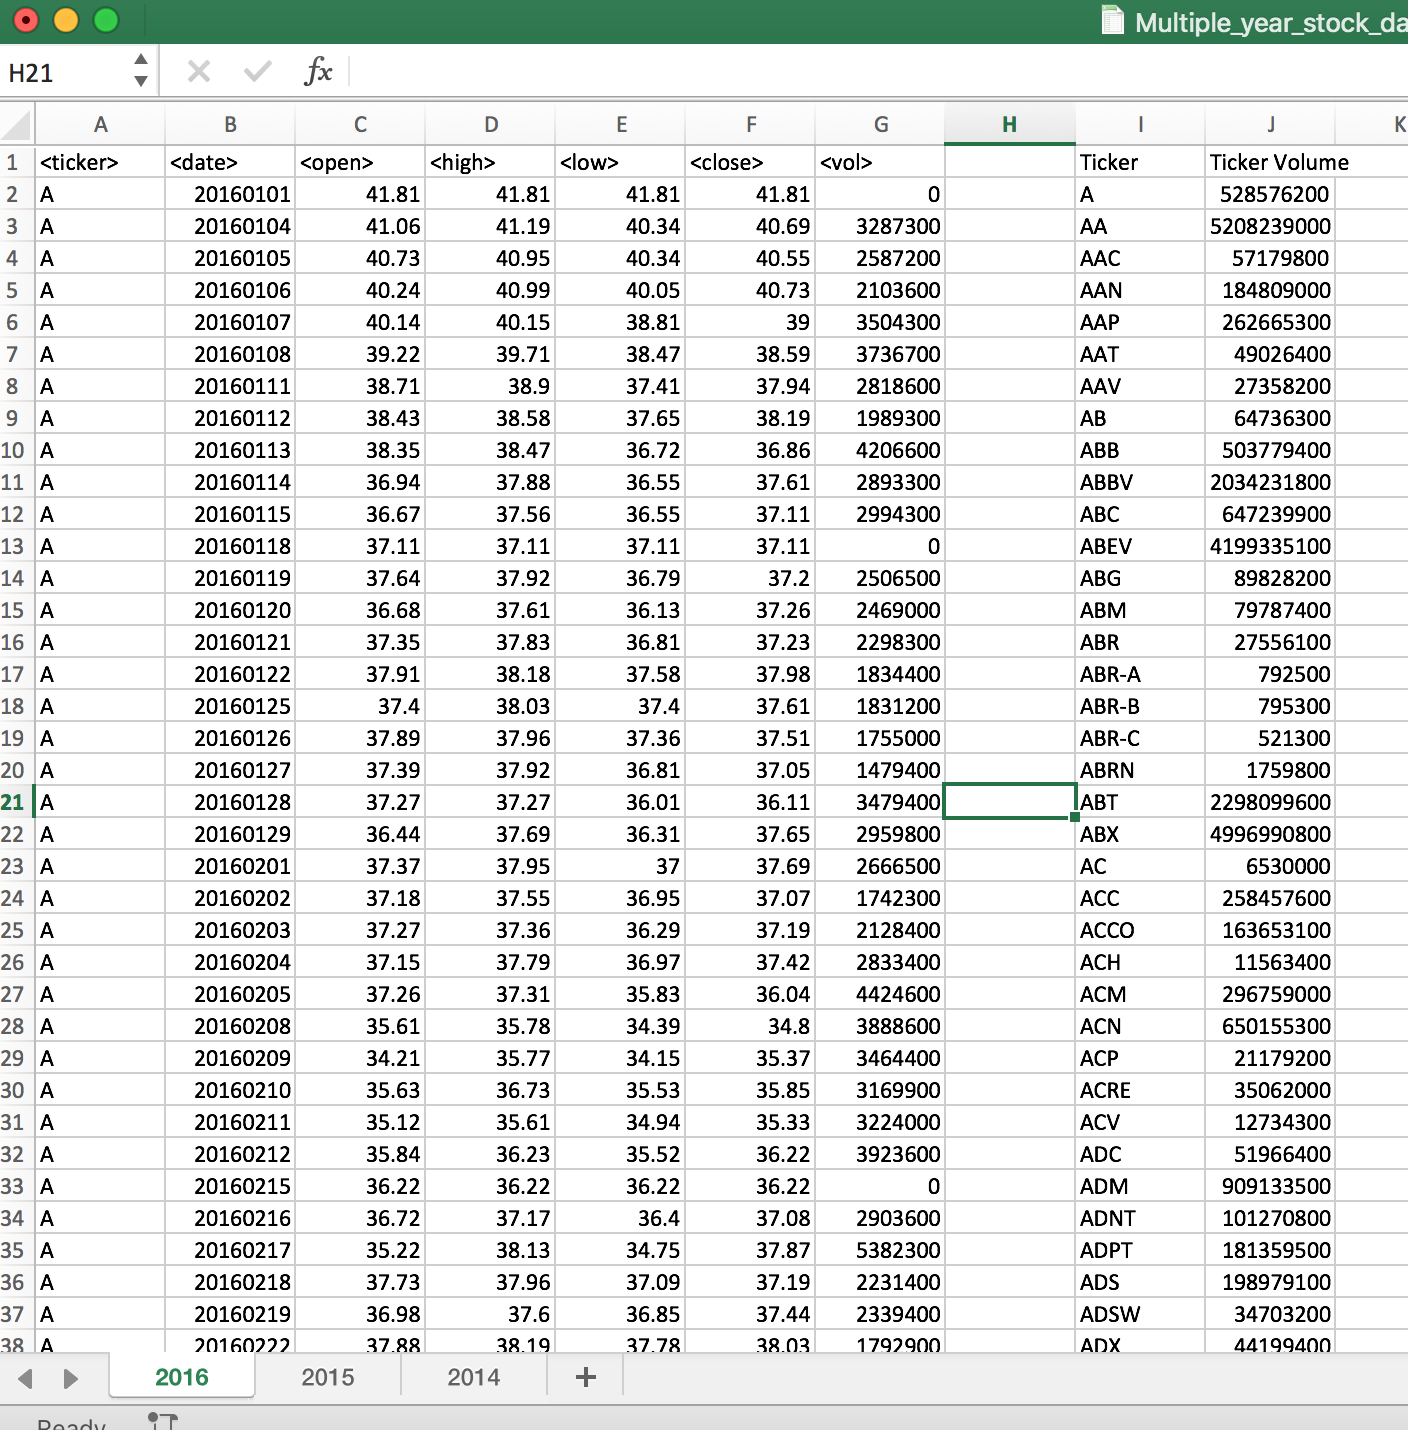 Multiple_year_stock_da
H21 fx
A B C D E F G H I J K
1 <ticker> <date> <open> <high> <low> <close> <vol> Ticker Ticker Volume
2 A 20160101 41.81 41.81 41.81 41.81 0 A 528576200
3 A 20160104 41.06 41.19 40.34 40.69 3287300 AA 5208239000
4 A 20160105 40.73 40.95 40.34 40.55 2587200 AAC 57179800
5 A 20160106 40.24 40.99 40.05 40.73 2103600 AAN 184809000
6 A 20160107 40.14 40.15 38.81 39 3504300 AAP 262665300
7 A 20160108 39.22 39.71 38.47 38.59 3736700 AAT 49026400
8 A 20160111 38.71 38.9 37.41 37.94 2818600 AAV 27358200
9 A 20160112 38.43 38.58 37.65 38.19 1989300 AB 64736300
10 A 20160113 38.35 38.47 36.72 36.86 4206600 ABB 503779400
11 A 20160114 36.94 37.88 36.55 37.61 2893300 ABBV 2034231800
12 A 20160115 36.67 37.56 36.55 37.11 2994300 ABC 647239900
13 A 20160118 37.11 37.11 37.11 37.11 0 ABEV 4199335100
14 A 20160119 37.64 37.92 36.79 37.2 2506500 ABG 89828200
15 A 20160120 36.68 37.61 36.13 37.26 2469000 ABM 79787400
16 A 20160121 37.35 37.83 36.81 37.23 2298300 ABR 27556100
17 A 20160122 37.91 38.18 37.58 37.98 1834400 ABR-A 792500
18 A 20160125 37.4 38.03 37.4 37.61 1831200 ABR-B 795300
19 A 20160126 37.89 37.96 37.36 37.51 1755000 ABR-C 521300
20 A 20160127 37.39 37.92 36.81 37.05 1479400 ABRN 1759800
21 A 20160128 37.27 37.27 36.01 36.11 3479400 ABT 2298099600
22 A 20160129 36.44 37.69 36.31 37.65 2959800 ABX 4996990800
23 A 20160201 37.37 37.95 37 37.69 2666500 AC 6530000
24 A 20160202 37.18 37.55 36.95 37.07 1742300 ACC 258457600
25 A 20160203 37.27 37.36 36.29 37.19 2128400 ACCO 163653100
26 A 20160204 37.15 37.79 36.97 37.42 2833400 ACH 11563400
27 A 20160205 37.26 37.31 35.83 36.04 4424600 ACM 296759000
28 A 20160208 35.61 35.78 34.39 34.8 3888600 ACN 650155300
29 A 20160209 34.21 35.77 34.15 35.37 3464400 ACP 21179200
30 A 20160210 35.63 36.73 35.53 35.85 3169900 ACRE 35062000
31 A 20160211 35.12 35.61 34.94 35.33 3224000 ACV 12734300
32 A 20160212 35.84 36.23 35.52 36.22 3923600 ADC 51966400
33 A 20160215 36.22 36.22 36.22 36.22 0 ADM 909133500
34 A 20160216 36.72 37.17 36.4 37.08 2903600 ADNT 101270800
35 A 20160217 35.22 38.13 34.75 37.87 5382300 ADPT 181359500
36 A 20160218 37.73 37.96 37.09 37.19 2231400 ADS 198979100
37 A 20160219 36.98 37.6 36.85 37.44 2339400 ADSW 34703200
38 A 20160222 37.88 38.19 37.78 38.03 1792900 ADX 44199400
2016 2015 2014 +
Ready